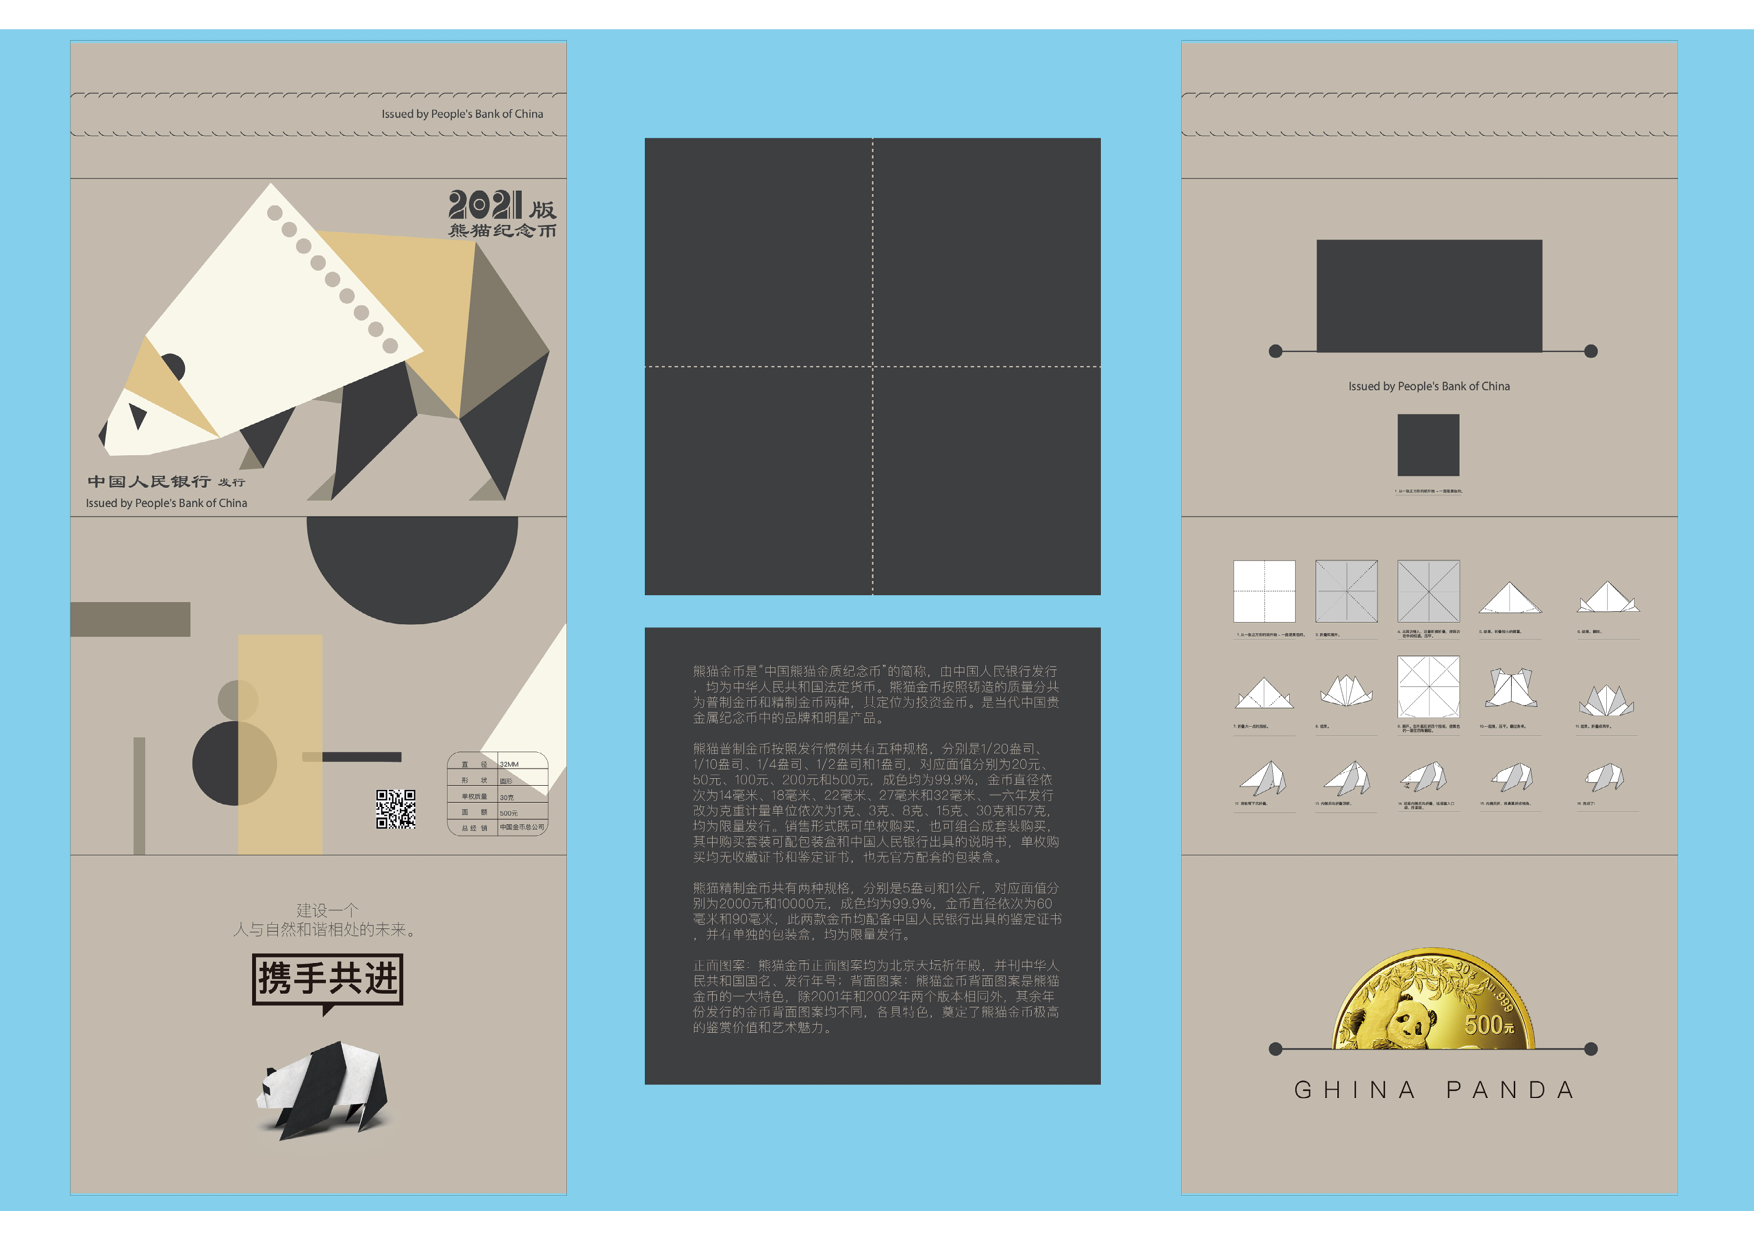 Issued by People's Bank of China
2021版
熊猫纪念币
中国人民银行 发行
Issued by People's Bank of China
直 径 32MM
形 状 圆形
单枚质量 30克
面 额 500元
总经销 中国金币总公司
建设一个
人与自然和谐相处的未来。
携手共进
熊猫金币是“中国熊猫金质纪念币”的简称，由中国人民银行发行
，均为中华人民共和国法定货币。熊猫金币按照铸造的质量分共
为普制金币和精制金币两种，其定位为投资金币。是当代中国贵
金属纪念币中的品牌和明星产品。
熊猫普制金币按照发行惯例共有五种规格，分别是1/20盎司、
1/10盎司、1/4盎司、1/2盎司和1盎司，对应面值分别为20元、
50元、100元、200元和500元，成色均为99.9%，金币直径依
次为14毫米、18毫米、22毫米、27毫米和32毫米、一六年发行
改为克重计量单位依次为1克、3克、8克、15克、30克和57克，
均为限量发行。销售形式既可单枚购买，也可组合成套装购买，
其中购买套装可配包装盒和中国人民银行出具的说明书，单枚购
买均无收藏证书和鉴定证书，也无官方配套的包装盒。
熊猫精制金币共有两种规格，分别是5盎司和1公斤，对应面值分
别为2000元和10000元，成色均为99.9%，金币直径依次为60
毫米和90毫米，此两款金币均配备中国人民银行出具的鉴定证书
，并有单独的包装盒，均为限量发行。
正面图案：熊猫金币正面图案均为北京天坛祈年殿，并刊中华人
民共和国国名、发行年号；背面图案：熊猫金币背面图案是熊猫
金币的一大特色，除2001年和2002年两个版本相同外，其余年
份发行的金币背面图案均不同，各具特色，奠定了熊猫金币极高
的鉴赏价值和艺术魅力。
Issued by People's Bank of China
30g Au.999
500元
GHINA PANDA